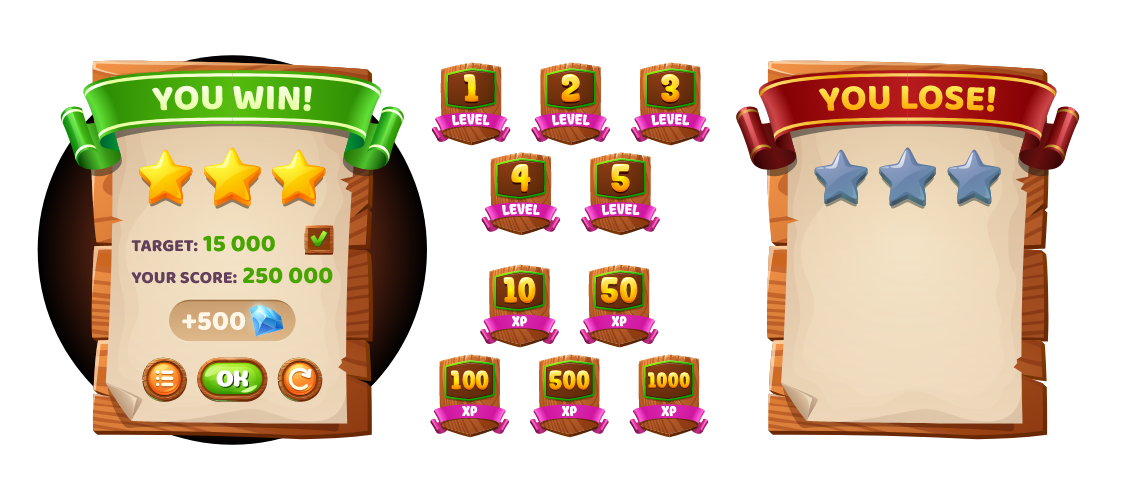 YOU WIN!
TARGET: 15 000
YOUR SCORE: 250 000
+500
OK
1
LEVEL
2
LEVEL
3
LEVEL
4
LEVEL
5
LEVEL
10
XP
50
XP
100
XP
500
XP
1000
XP
YOU LOSE!